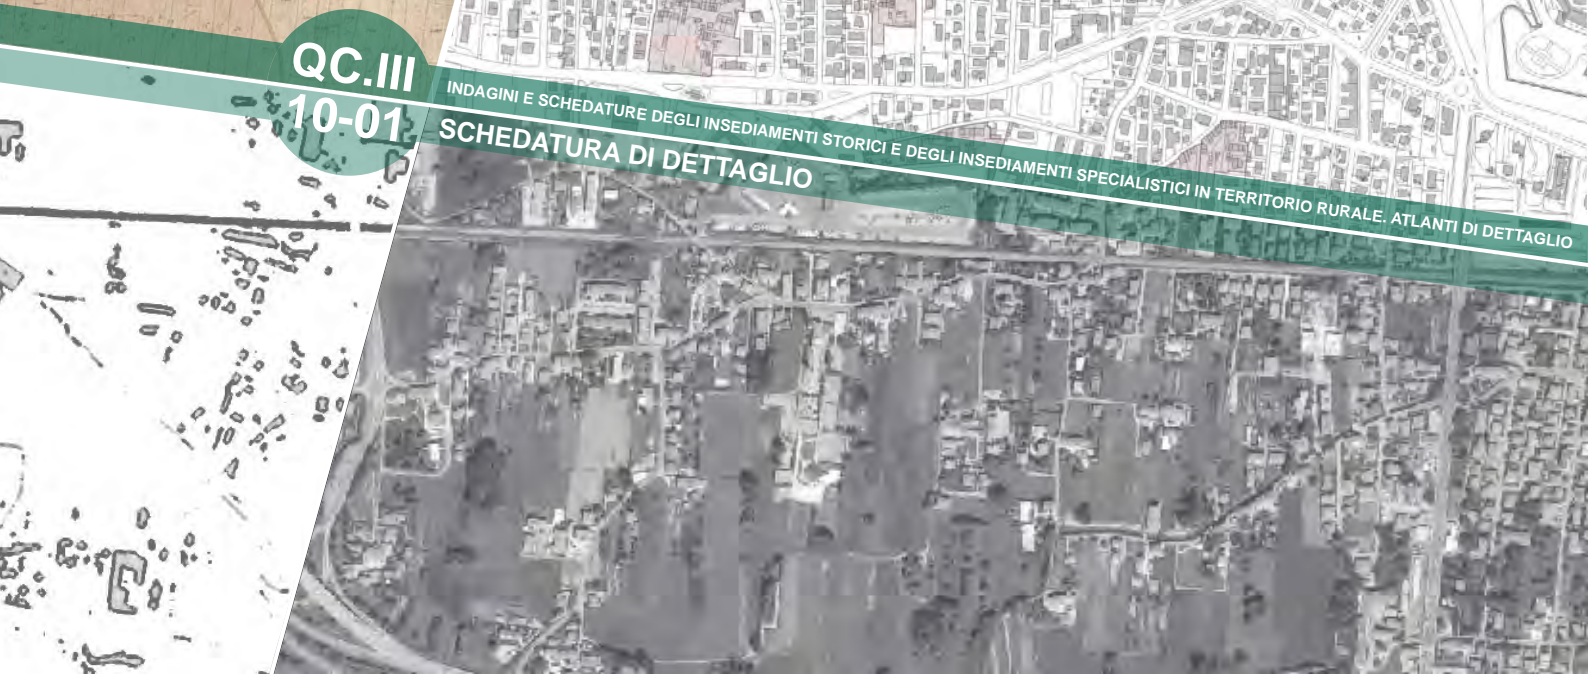 QC.III
10-01
INDAGINI E SCHEDATURE DEGLI INSEDIAMENTI STORICI E DEGLI INSEDIAMENTI SPECIALISTICI IN TERRITORIO RURALE. ATLANTI DI DETTAGLIO
SCHEDATURA DI DETTAGLIO